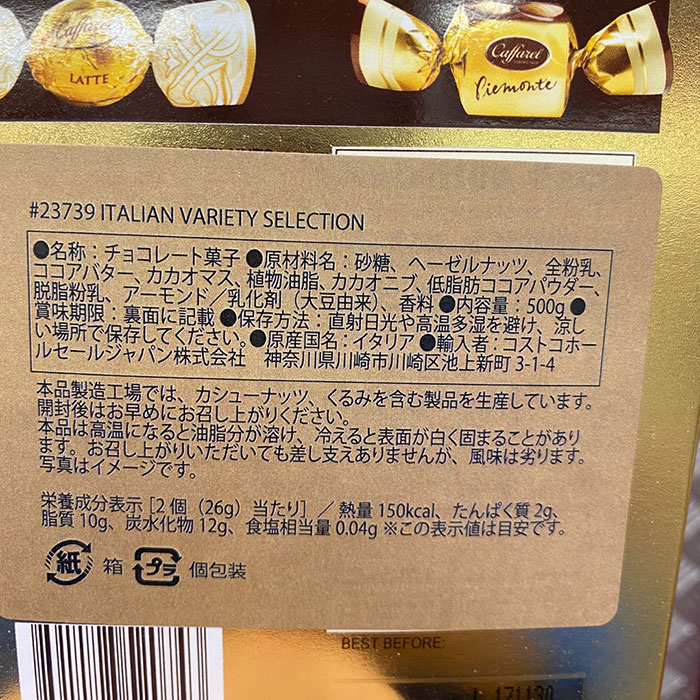 Caffarel
LATTE
Caffarel
Piemonte
#23739 ITALIAN VARIETY SELECTION
●名称：チョコレート菓子 ●原材料名：砂糖、ヘーゼルナッツ、全粉乳、
ココアバター、カカオマス、植物油脂、カカオニブ、低脂肪ココアパウダー、
脱脂粉乳、アーモンド／乳化剤（大豆由来）、香料 ●内容量：500g ●
賞味期限：裏面に記載 ●保存方法：直射日光や高温多湿を避け、涼し
い場所で保存してください。●原産国名：イタリア ●輸入者：コストコホー
ルセールジャパン株式会社　神奈川県川崎市川崎区池上新町 3-1-4
本品製造工場では、カシューナッツ、くるみを含む製品を生産しています。
開封後はお早めにお召し上がりください。
本品は高温になると油脂分が溶け、冷えると表面が白く固まることがあり
ます。お召し上がりいただいても差し支えありませんが、風味は劣ります。
写真はイメージです。
栄養成分表示［2 個（26g）当たり］／熱量 150kcal、たんぱく質 2g、
脂質 10g、炭水化物 12g、食塩相当量 0.04g ※この表示値は目安です。
紙 箱 プラ 個包装
BEST BEFORE: